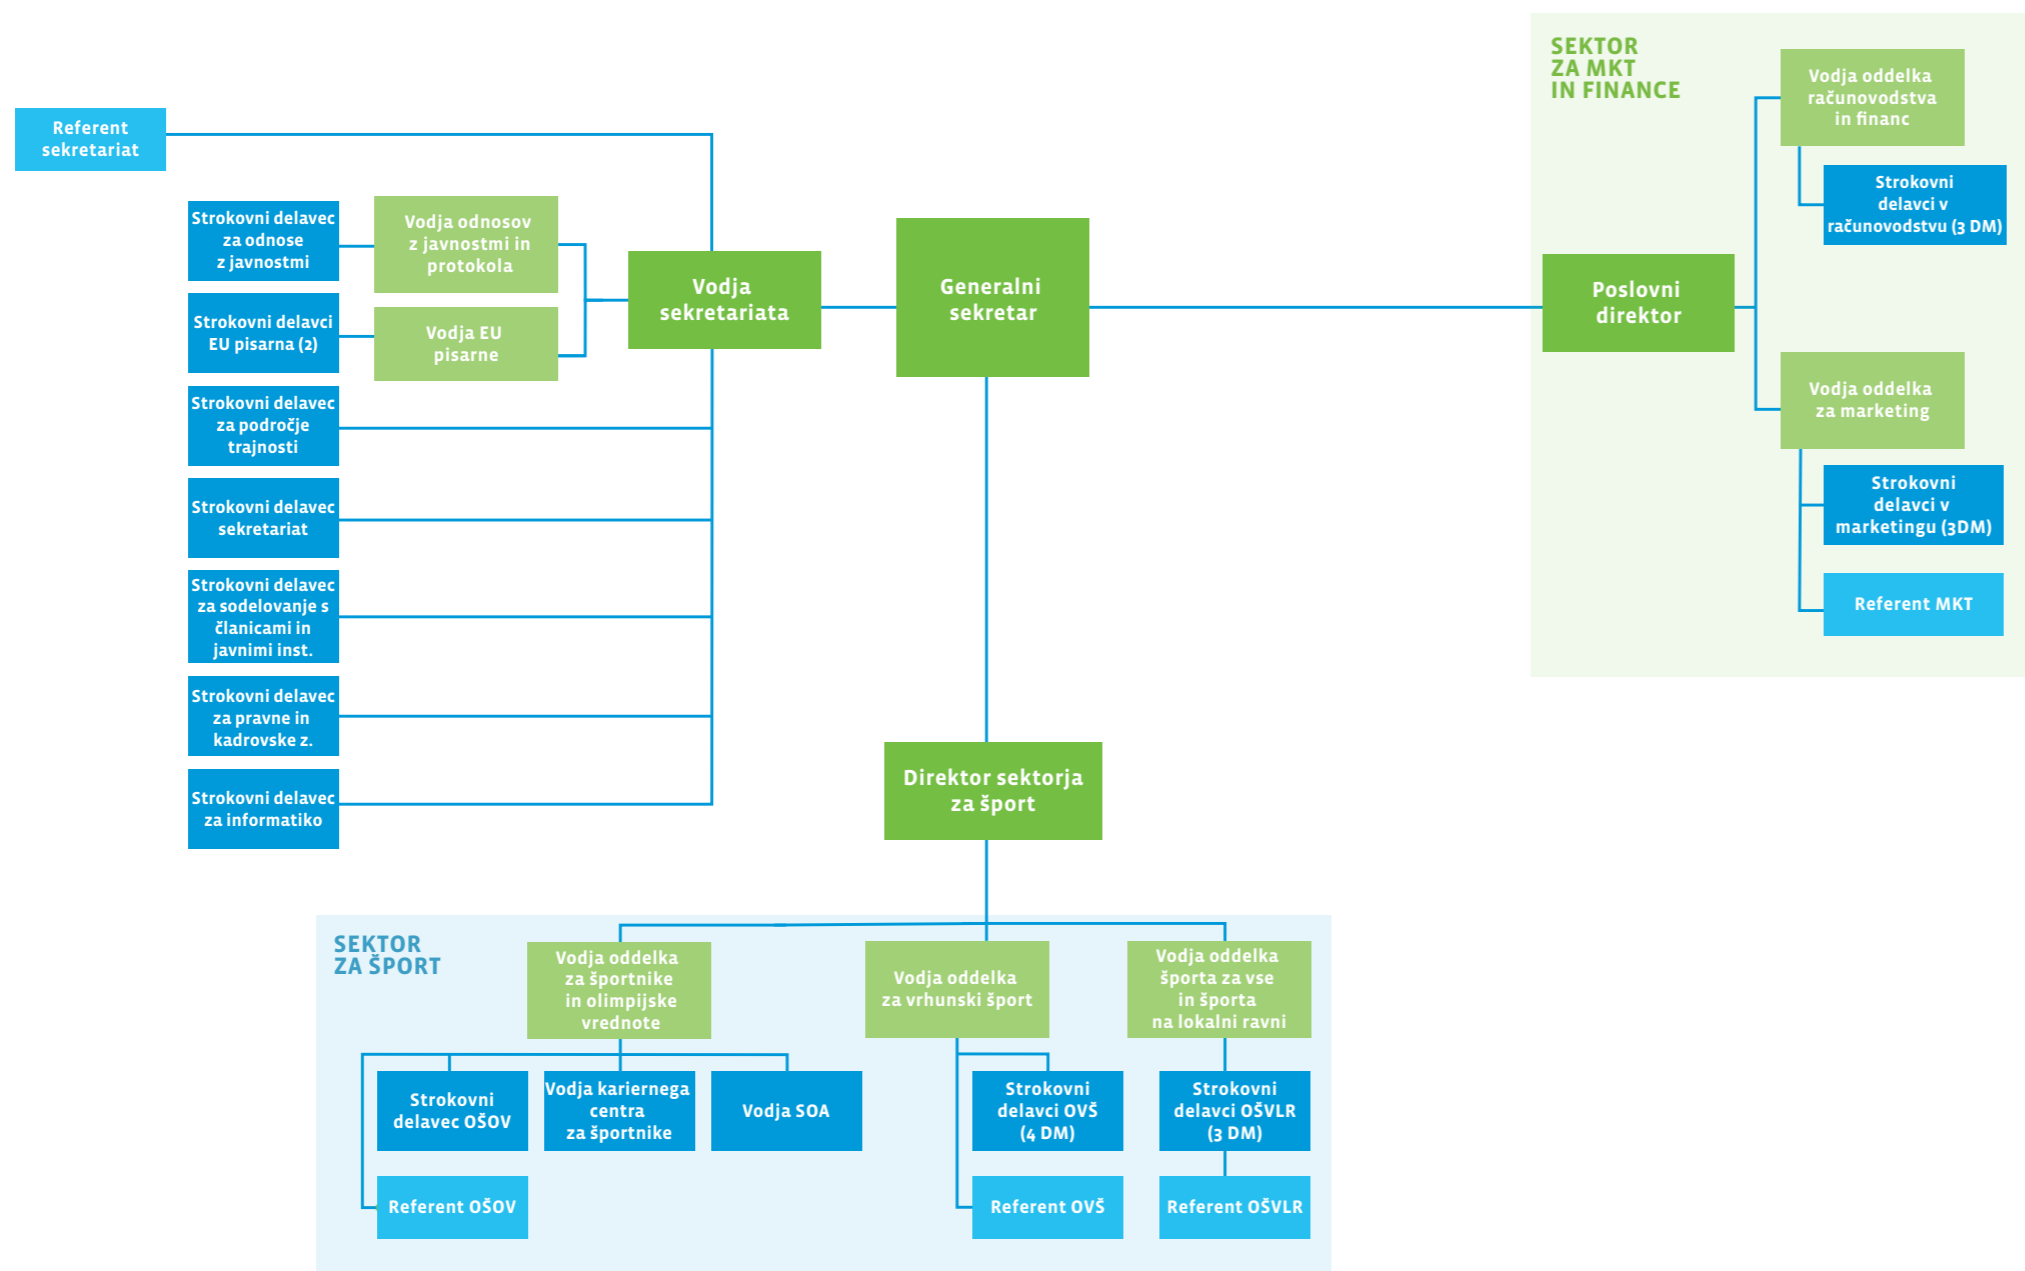 SEKTOR
ZA MKT
IN FINANCE
Vodja oddelka
računovodstva
in financ
Strokovni
delavci v
računovodstvu (3 DM)
Referent
sekretariat
Strokovni delavec
za odnose
z javnostmi
Vodja odnosov
z javnostmi in
protokola
Vodja
sekretariata
Generalni
sekretar
Poslovni
direktor
Strokovni delavci
EU pisarna (2)
Vodja EU
pisarne
Vodja oddelka
za marketing
Strokovni
delavci v
marketingu (3DM)
Referent MKT
Strokovni delavec
za področje
trajnosti
Strokovni delavec
sekretariat
Strokovni delavec
za sodelovanje s
članicami in
javnimi inst.
Strokovni delavec
za pravne in
kadrovske z.
Strokovni delavec
za informatiko
Direktor sektorja
za šport
SEKTOR
ZA ŠPORT
Vodja oddelka
za športnike
in olimpijske
vrednote
Vodja oddelka
za vrhunski šport
Vodja oddelka
športa za vse
in športa
na lokalni ravni
Strokovni
delavec OŠOV
Vodja kariernega
centra
za športnike
Vodja SOA
Strokovni
delavci OVŠ
(4 DM)
Strokovni
delavci OŠVLR
(3 DM)
Referent OŠOV
Referent OVŠ
Referent OŠVLR